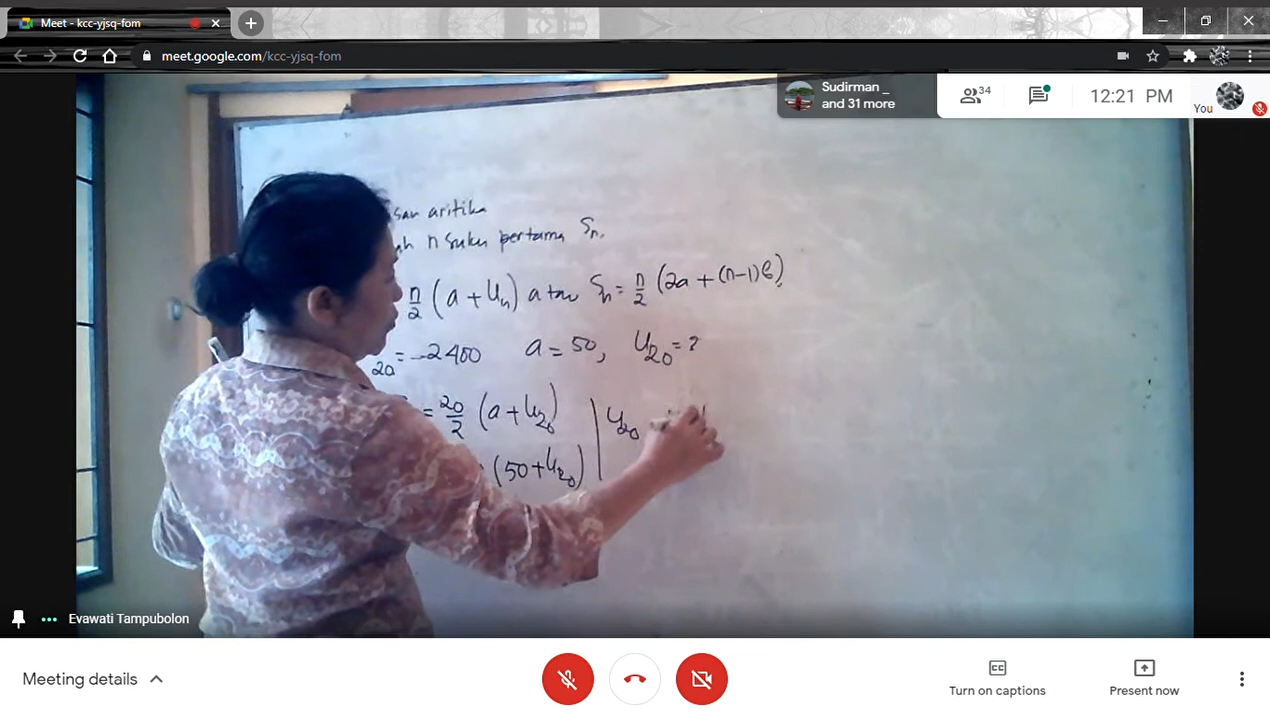 Meet - kcc-yjsq-fom
meet.google.com/kcc-yjsq-fom
Sudirman _
and 31 more
34
12:21 PM
You
san aritika
ah n suku pertama Sn.
n/2 (a + Un) atau Sn = n/2 (2a + (n-1)b)
20 = -2400 a = 50, U20 = ?
= 20/2 (a + U20)
(50 + U20)
U20
Evawati Tampubolon
Meeting details
Turn on captions
Present now